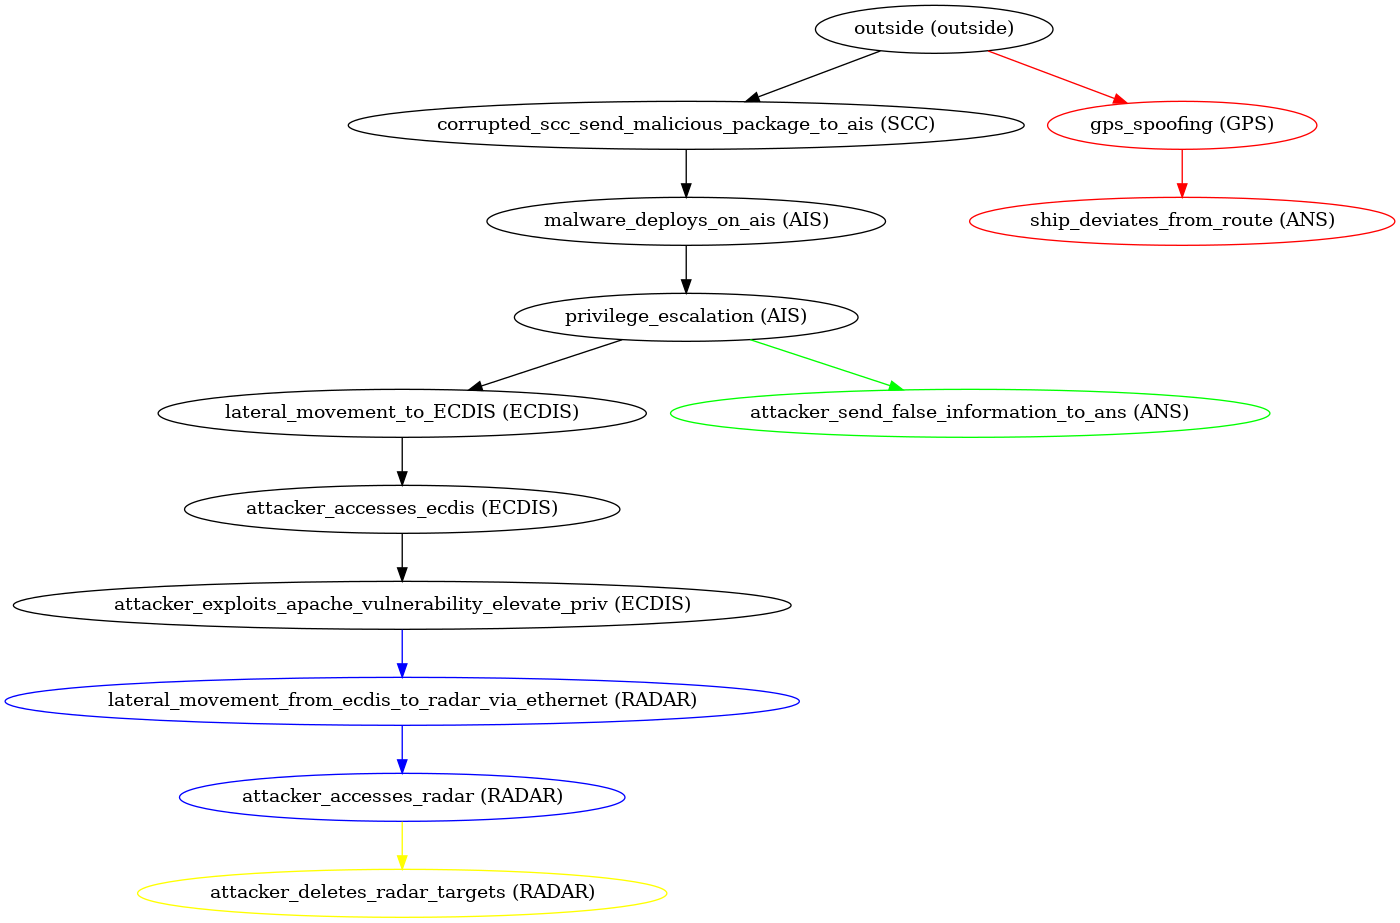 outside (outside)
corrupted_scc_send_malicious_package_to_ais (SCC)
gps_spoofing (GPS)
malware_deploys_on_ais (AIS)
ship_deviates_from_route (ANS)
privilege_escalation (AIS)
lateral_movement_to_ECDIS (ECDIS)
attacker_send_false_information_to_ans (ANS)
attacker_accesses_ecdis (ECDIS)
attacker_exploits_apache_vulnerability_elevate_priv (ECDIS)
lateral_movement_from_ecdis_to_radar_via_ethernet (RADAR)
attacker_accesses_radar (RADAR)
attacker_deletes_radar_targets (RADAR)